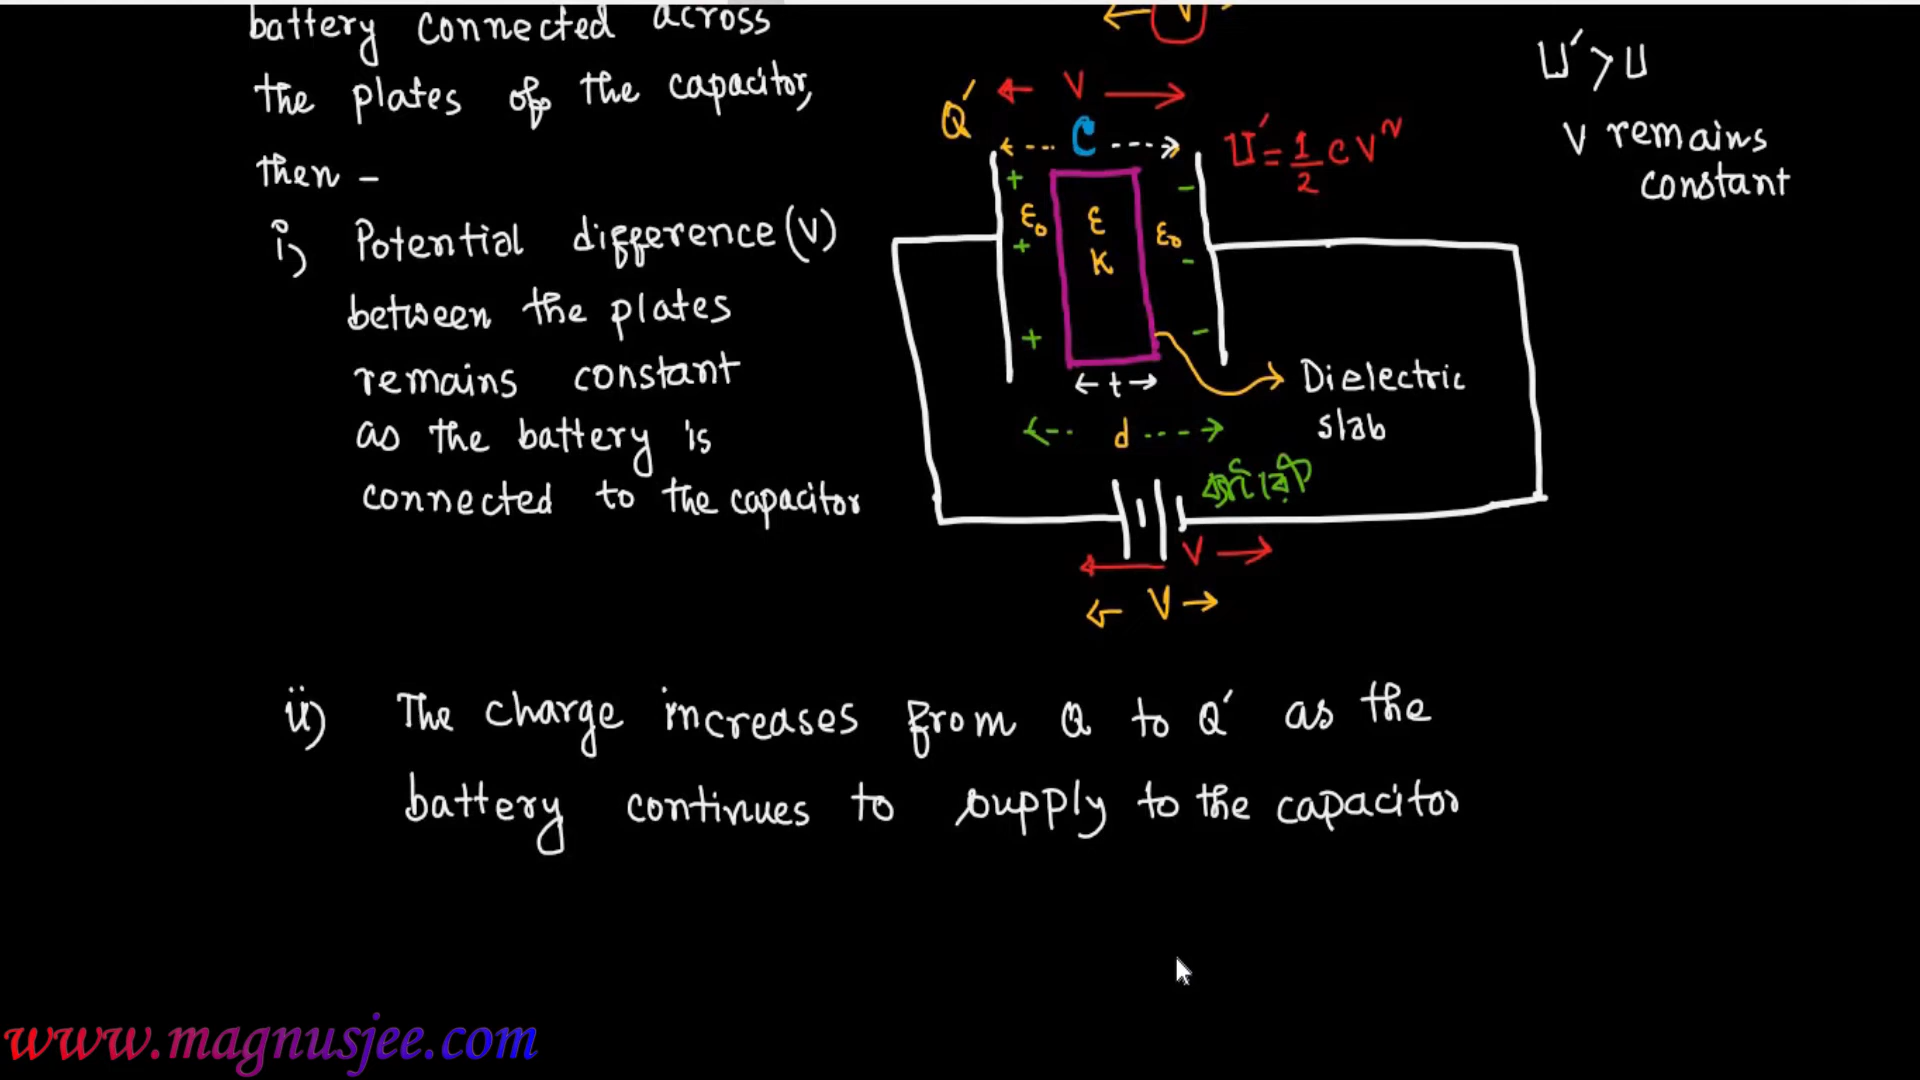 battery connected across
the plates of the capacitor,
then –
i) Potential difference (V)
between the plates
remains constant
as the battery is
connected to the capacitor
V
Q'
V
C
U' = 1/2 C V²
U' > U
V remains
constant
+ ε₀ + +
ε
K
ε₀
- - -
t
d
Dielectric
slab
V
V
ii) The charge increases from Q to Q' as the
battery continues to supply to the capacitor
www.magnusjee.com